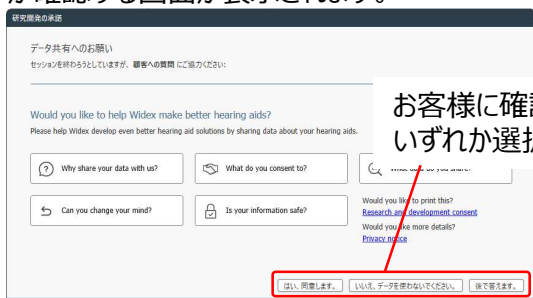 が確認する画面が表示されます。
研究開発の承諾
データ共有へのお願い
セッションを終わろうとしていますが、顧客への質問 にご協力ください:
Would you like to help Widex make better hearing aids?
Please help Widex develop even better hearing aid solutions by sharing data about your hearing aids.
お客様に確認
いずれか選択
Why share your data with us?
What do you consent to?
Can you change your mind?
Is your information safe?
Would you like to print this?
Research and development consent
Would you like more details?
Privacy notice
はい、同意します。
いいえ、データを使わないでください。
後で答えます。